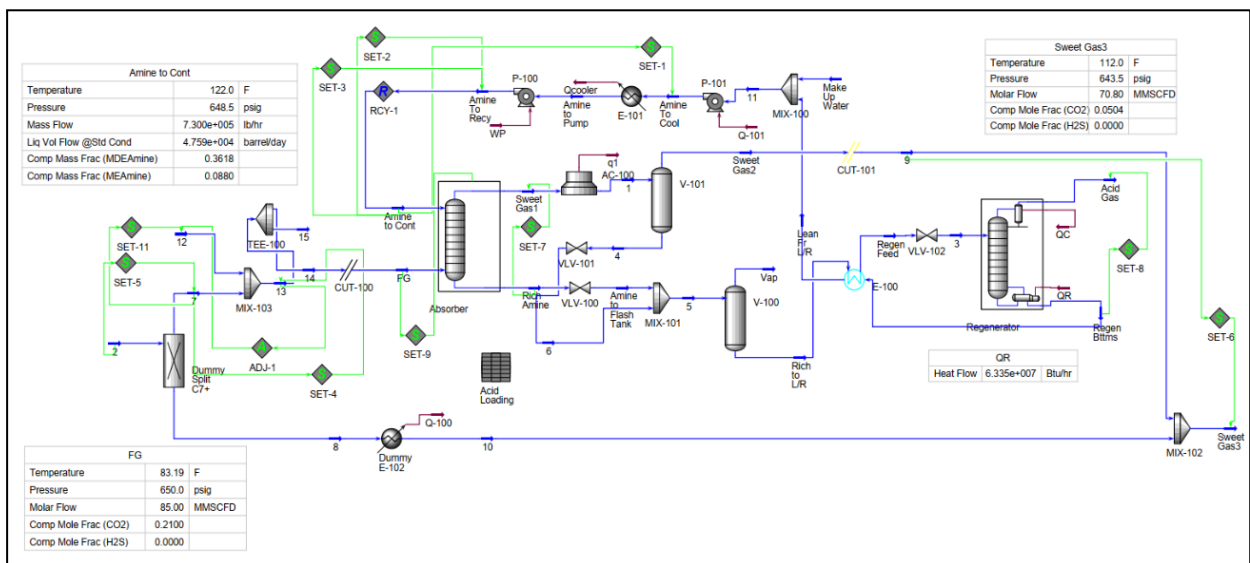 SET-2
SET-1
Sweet Gas3
Temperature 112.0 F
Pressure 643.5 psig
Molar Flow 70.80 MMSCFD
Comp Mole Frac (CO2) 0.0504
Comp Mole Frac (H2S) 0.0000
Amine to Cont
Temperature 122.0 F
Pressure 648.5 psig
Mass Flow 7.300e+005 lb/hr
Liq Vol Flow @Std Cond 4.759e+004 barrel/day
Comp Mass Frac (MDEAmine) 0.3618
Comp Mass Frac (MEAmine) 0.0880
SET-3
R
RCY-1
Amine To Recy
P-100
WP
Amine to Pump
Qcooler
E-101
Amine To Cool
P-101
Q-101
11
MIX-100
Make Up Water
q1
AC-100
1
V-101
Sweet Gas2
CUT-101
9
Sweet Gas1
SET-7
VLV-101
4
Amine to Cont
Absorber
Rich Amine
VLV-100
Amine to Flash Tank
6
MIX-101
5
V-100
Vap
Rich to L/R
Lean Fr L/R
E-100
Regen Feed
VLV-102
3
Acid Gas
QC
QR
Regenerator
Regen Bttms
SET-8
SET-6
SET-11
12
SET-5
7
TEE-100
15
14
CUT-100
FG
MIX-103
13
2
Dummy Split C7+
A
ADJ-1
SET-4
SET-9
Acid Loading
QR
Heat Flow 6.335e+007 Btu/hr
8
Q-100
Dummy E-102
10
MIX-102
Sweet Gas3
FG
Temperature 83.19 F
Pressure 650.0 psig
Molar Flow 85.00 MMSCFD
Comp Mole Frac (CO2) 0.2100
Comp Mole Frac (H2S) 0.0000